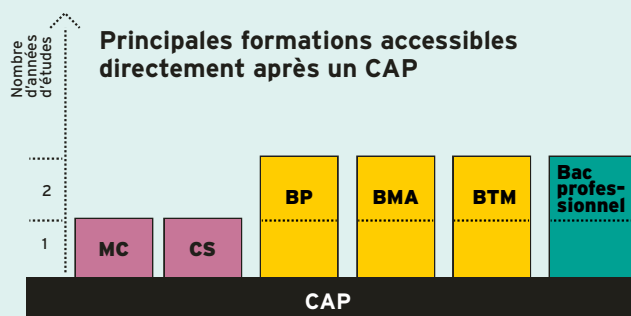 Nombre
d'années
d'études
Principales formations accessibles
directement après un CAP
2
1
MC
CS
BP
BMA
BTM
Bac
profes-
sionnel
CAP